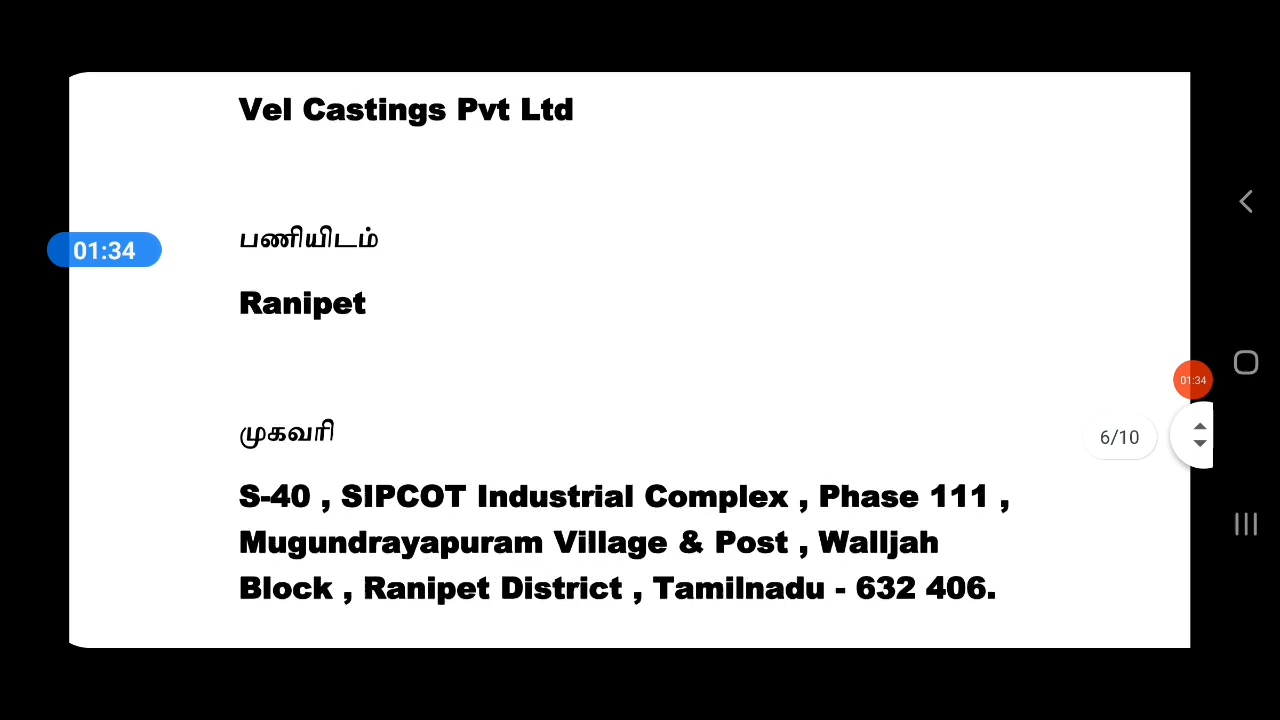 Vel Castings Pvt Ltd
பணியிடம்
01:34
Ranipet
01:34
முகவரி
6/10
S-40 , SIPCOT Industrial Complex , Phase 111 ,
Mugundrayapuram Village & Post , Walljah
Block , Ranipet District , Tamilnadu - 632 406.